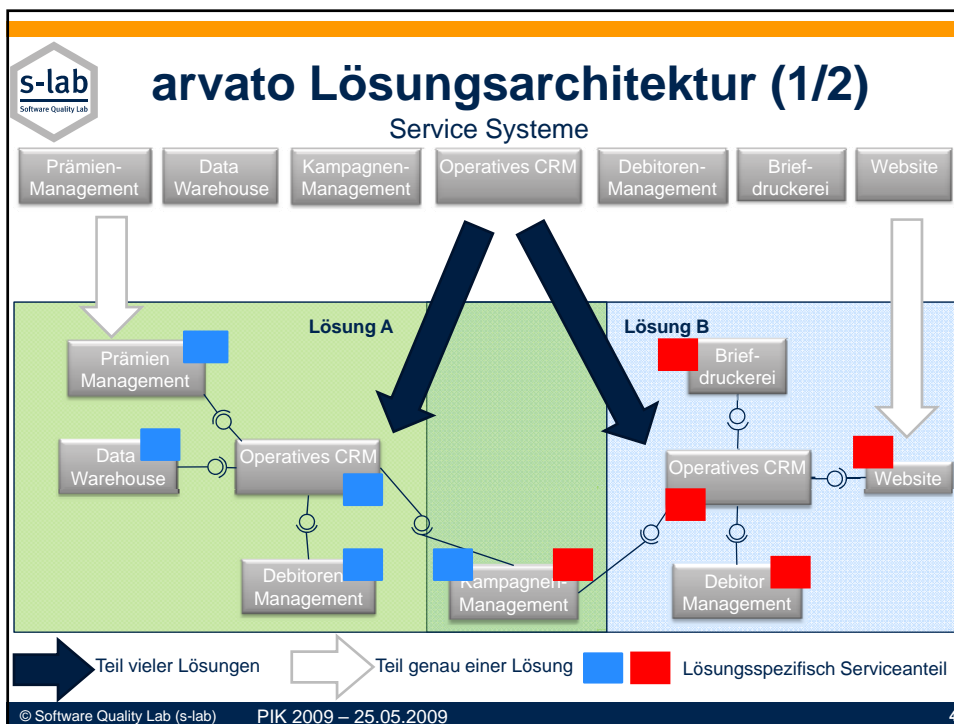 s-lab
Software Quality Lab
arvato Lösungsarchitektur (1/2)
Service Systeme
Prämien-
Management
Data
Warehouse
Kampagnen-
Management
Operatives CRM
Debitoren-
Management
Brief-
druckerei
Website
Lösung A
Lösung B
Prämien
Management
Brief-
druckerei
Data
Warehouse
Operatives CRM
Operatives CRM
Website
Debitoren
Management
Kampagnen-
Management
Debitor
Management
Teil vieler Lösungen
Teil genau einer Lösung
Lösungsspezifisch Serviceanteil
© Software Quality Lab (s-lab)
PIK 2009 – 25.05.2009
4